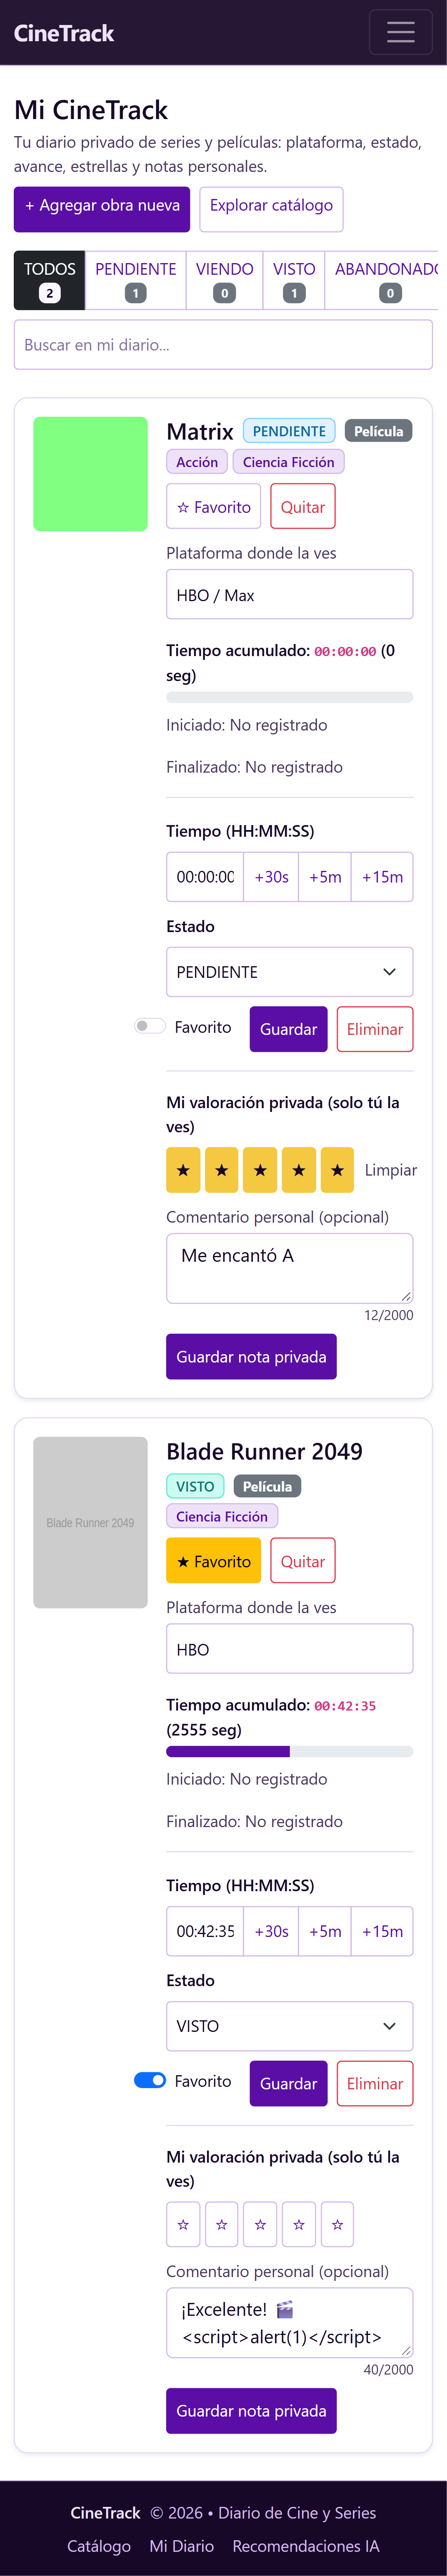 CineTrack
Mi CineTrack
Tu diario privado de series y películas: plataforma, estado,
avance, estrellas y notas personales.
+ Agregar obra nueva Explorar catálogo
TODOS PENDIENTE VIENDO VISTO ABANDONADO
2 1 0 1 0
Buscar en mi diario...
Matrix PENDIENTE Película
Acción Ciencia Ficción
☆ Favorito Quitar
Plataforma donde la ves
HBO / Max
Tiempo acumulado: 00:00:00 (0
seg)
Iniciado: No registrado
Finalizado: No registrado
Tiempo (HH:MM:SS)
00:00:00 +30s +5m +15m
Estado
PENDIENTE
Favorito Guardar Eliminar
Mi valoración privada (solo tú la
ves)
★ ★ ★ ★ ★ Limpiar
Comentario personal (opcional)
Me encantó A
12/2000
Guardar nota privada
Blade Runner 2049
Blade Runner 2049
VISTO Película
Ciencia Ficción
★ Favorito Quitar
Plataforma donde la ves
HBO
Tiempo acumulado: 00:42:35
(2555 seg)
Iniciado: No registrado
Finalizado: No registrado
Tiempo (HH:MM:SS)
00:42:35 +30s +5m +15m
Estado
VISTO
Favorito Guardar Eliminar
Mi valoración privada (solo tú la
ves)
☆ ☆ ☆ ☆ ☆
Comentario personal (opcional)
¡Excelente! 🎬
<script>alert(1)</script>
40/2000
Guardar nota privada
CineTrack © 2026 • Diario de Cine y Series
Catálogo Mi Diario Recomendaciones IA